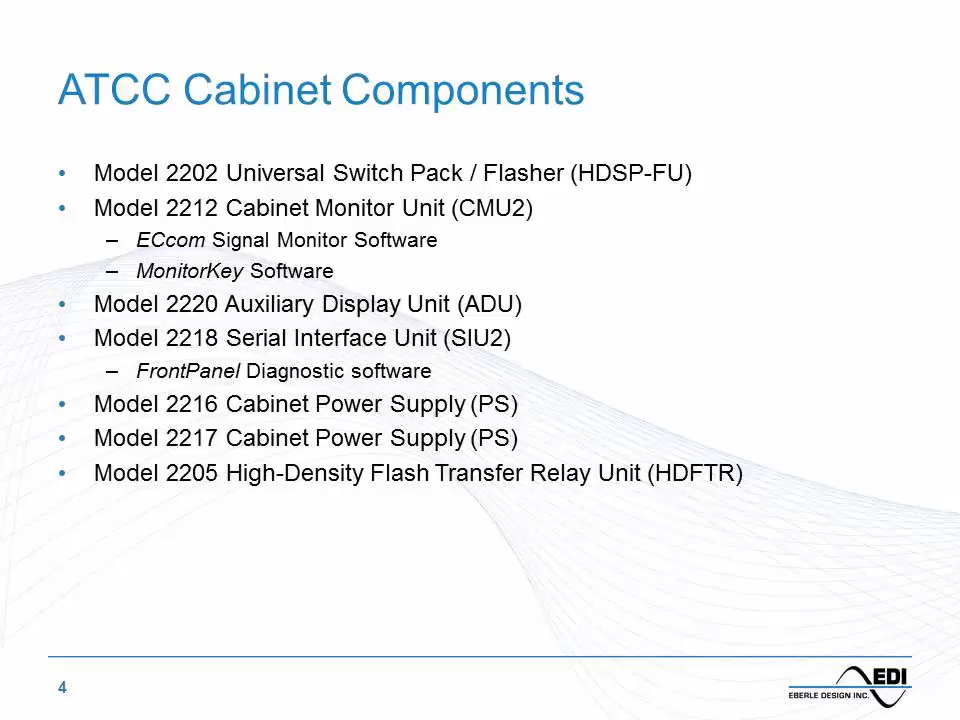 ATCC Cabinet Components
• Model 2202 Universal Switch Pack / Flasher (HDSP-FU)
• Model 2212 Cabinet Monitor Unit (CMU2)
– ECcom Signal Monitor Software
– MonitorKey Software
• Model 2220 Auxiliary Display Unit (ADU)
• Model 2218 Serial Interface Unit (SIU2)
– FrontPanel Diagnostic software
• Model 2216 Cabinet Power Supply (PS)
• Model 2217 Cabinet Power Supply (PS)
• Model 2205 High-Density Flash Transfer Relay Unit (HDFTR)
4
EDI
EBERLE DESIGN INC.